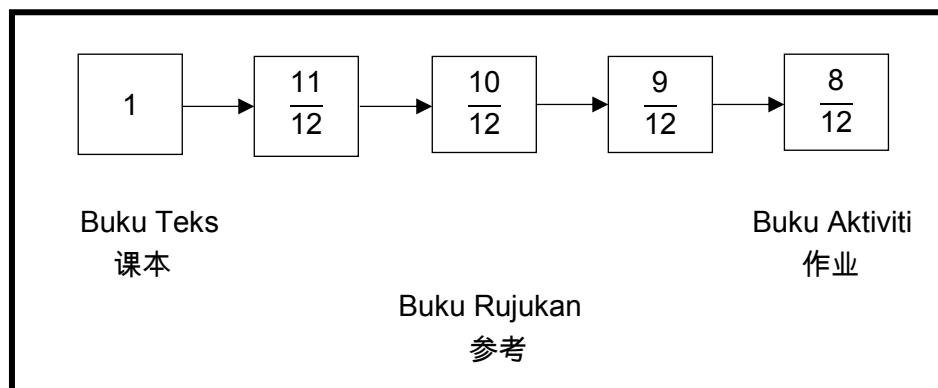 1
11
12
10
12
9
12
8
12
Buku Teks
课本
Buku Aktiviti
作业
Buku Rujukan
参考